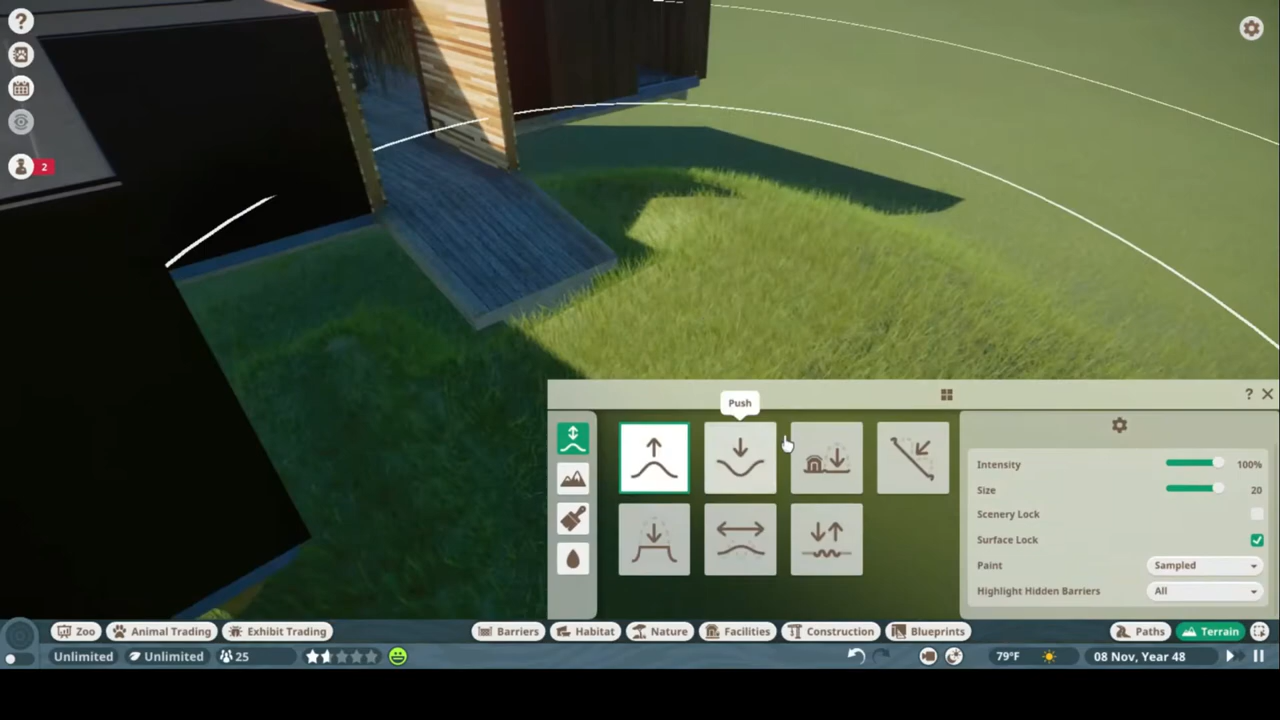 ?
2
Push
?
Intensity 100%
Size 20
Scenery Lock
Surface Lock
Paint Sampled
Highlight Hidden Barriers All
Zoo Animal Trading Exhibit Trading Barriers Habitat Nature Facilities Construction Blueprints Paths Terrain
Unlimited Unlimited 25 79°F 08 Nov, Year 48